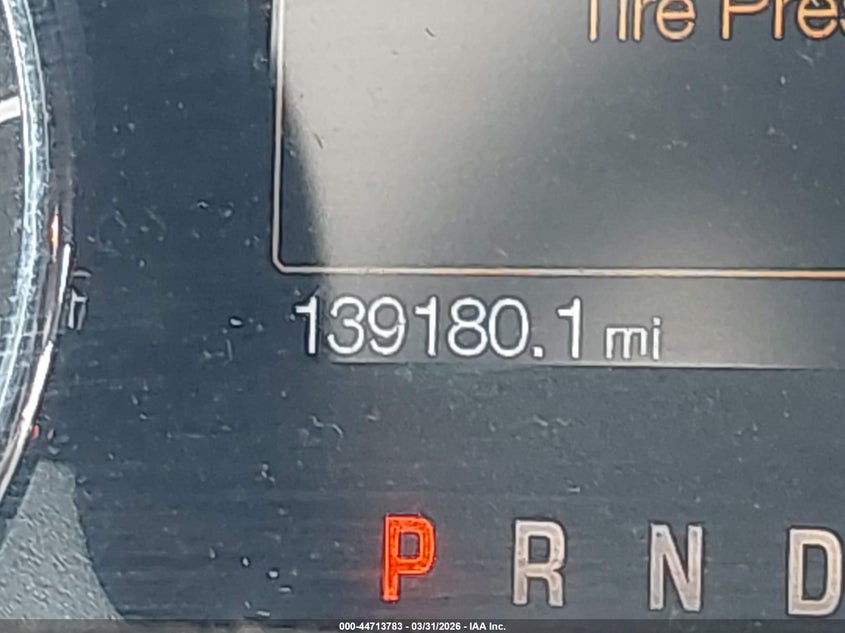 Tire Pres
139180.1 mi
P R N D
000-44713783 - 03/31/2026 - IAA Inc.